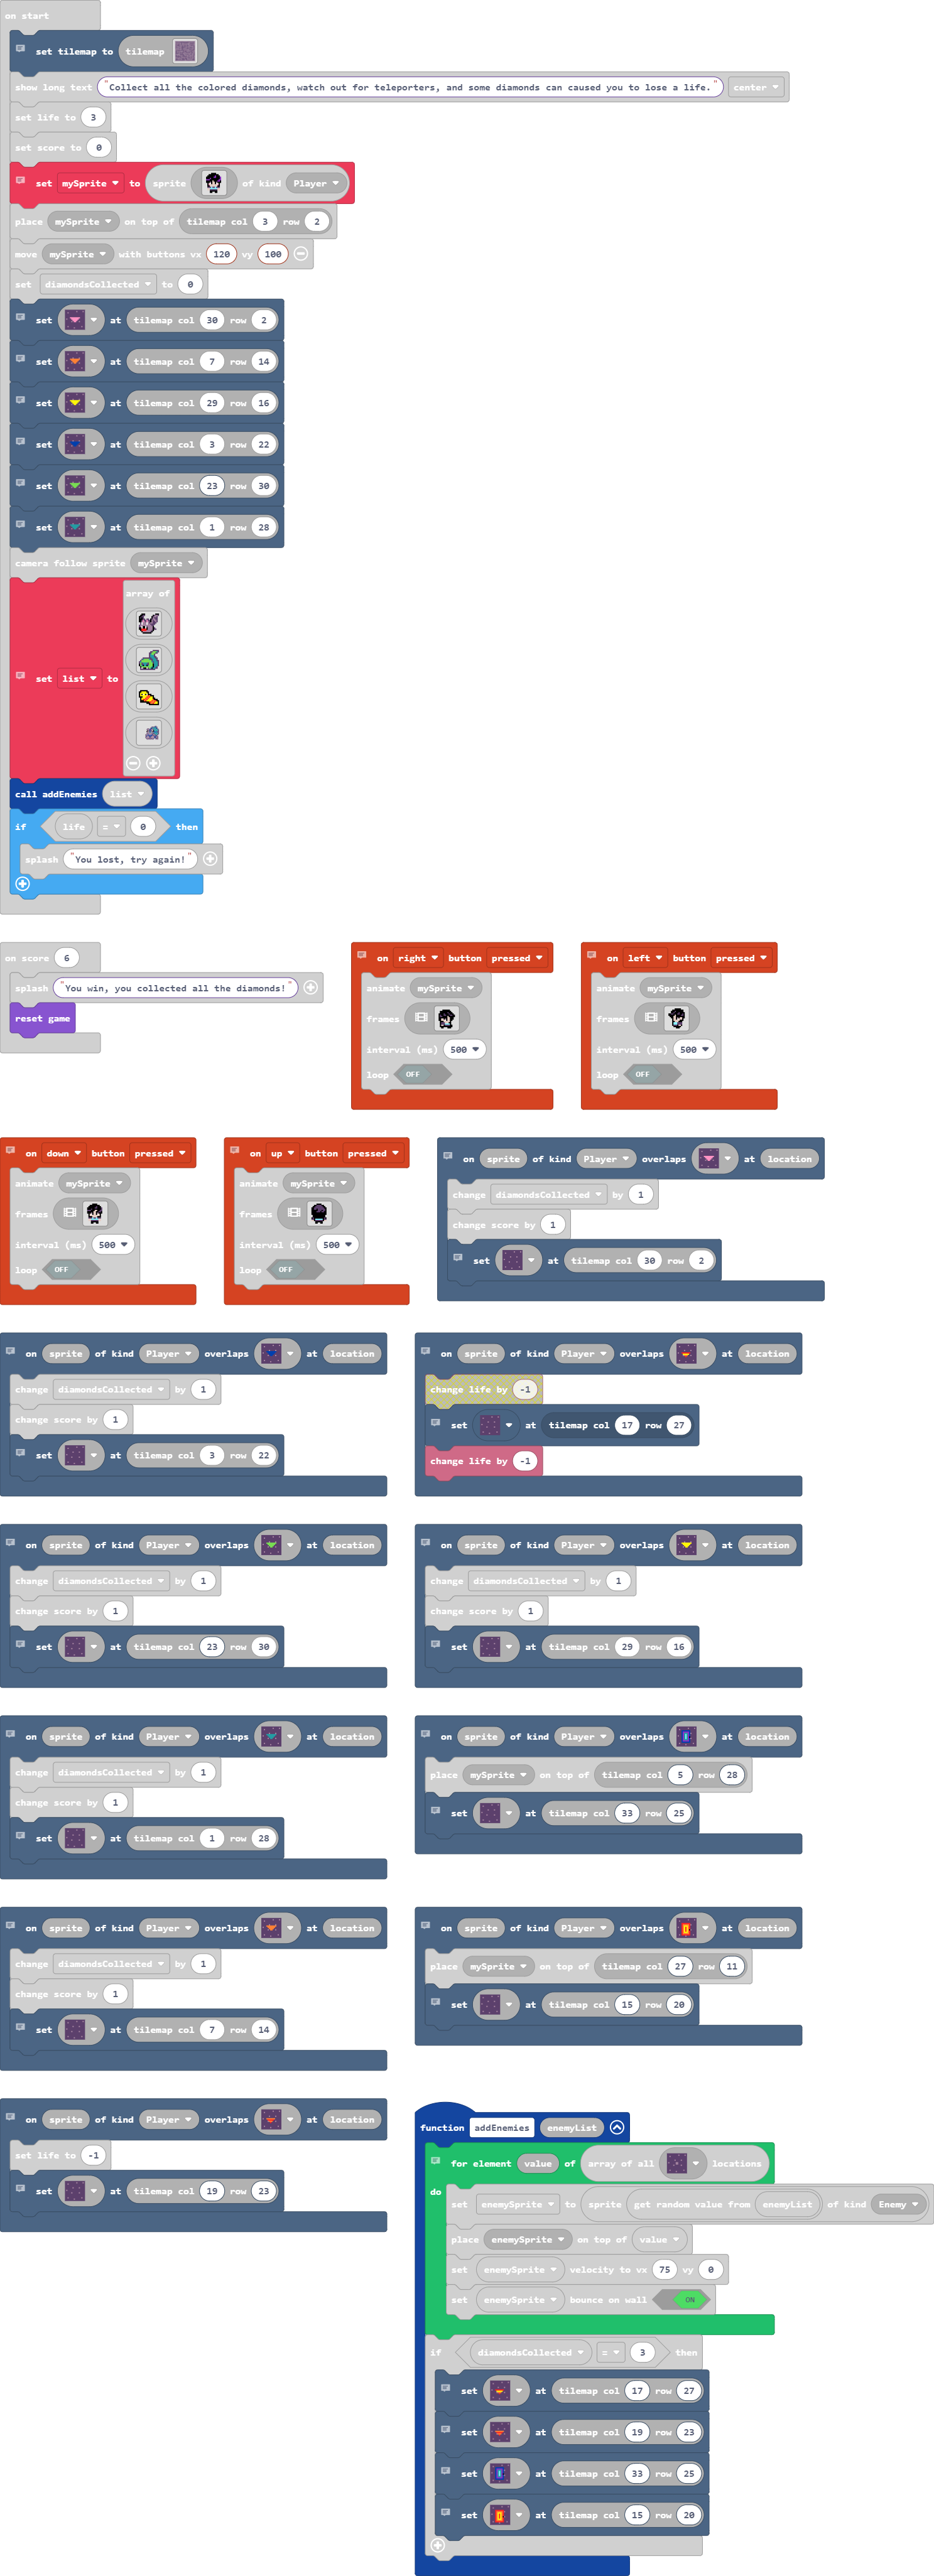 on start
set tilemap to tilemap
show long text "Collect all the colored diamonds, watch out for teleporters, and some diamonds can caused you to lose a life." center
set life to 3
set score to 0
set mySprite to sprite of kind Player
place mySprite on top of tilemap col 3 row 2
move mySprite with buttons vx 120 vy 100
set diamondsCollected to 0
set at tilemap col 30 row 2
set at tilemap col 7 row 14
set at tilemap col 29 row 16
set at tilemap col 3 row 22
set at tilemap col 23 row 30
set at tilemap col 1 row 28
camera follow sprite mySprite
array of
set list to
call addEnemies list
if life = 0 then
splash "You lost, try again!"
on score 6
splash "You win, you collected all the diamonds!"
reset game
on right button pressed
animate mySprite
frames
interval (ms) 500
loop OFF
on left button pressed
animate mySprite
frames
interval (ms) 500
loop OFF
on down button pressed
animate mySprite
frames
interval (ms) 500
loop OFF
on up button pressed
animate mySprite
frames
interval (ms) 500
loop OFF
on sprite of kind Player overlaps at location
change diamondsCollected by 1
change score by 1
set at tilemap col 30 row 2
on sprite of kind Player overlaps at location
change diamondsCollected by 1
change score by 1
set at tilemap col 3 row 22
on sprite of kind Player overlaps at location
change life by -1
set at tilemap col 17 row 27
change life by -1
on sprite of kind Player overlaps at location
change diamondsCollected by 1
change score by 1
set at tilemap col 23 row 30
on sprite of kind Player overlaps at location
change diamondsCollected by 1
change score by 1
set at tilemap col 29 row 16
on sprite of kind Player overlaps at location
change diamondsCollected by 1
change score by 1
set at tilemap col 1 row 28
on sprite of kind Player overlaps at location
place mySprite on top of tilemap col 5 row 28
set at tilemap col 33 row 25
on sprite of kind Player overlaps at location
change diamondsCollected by 1
change score by 1
set at tilemap col 7 row 14
on sprite of kind Player overlaps at location
place mySprite on top of tilemap col 27 row 11
set at tilemap col 15 row 20
on sprite of kind Player overlaps at location
set life to -1
set at tilemap col 19 row 23
function addEnemies enemyList
for element value of array of all locations
do
set enemySprite to sprite get random value from enemyList of kind Enemy
place enemySprite on top of value
set enemySprite velocity to vx 75 vy 0
set enemySprite bounce on wall ON
if diamondsCollected = 3 then
set at tilemap col 17 row 27
set at tilemap col 19 row 23
set at tilemap col 33 row 25
set at tilemap col 15 row 20